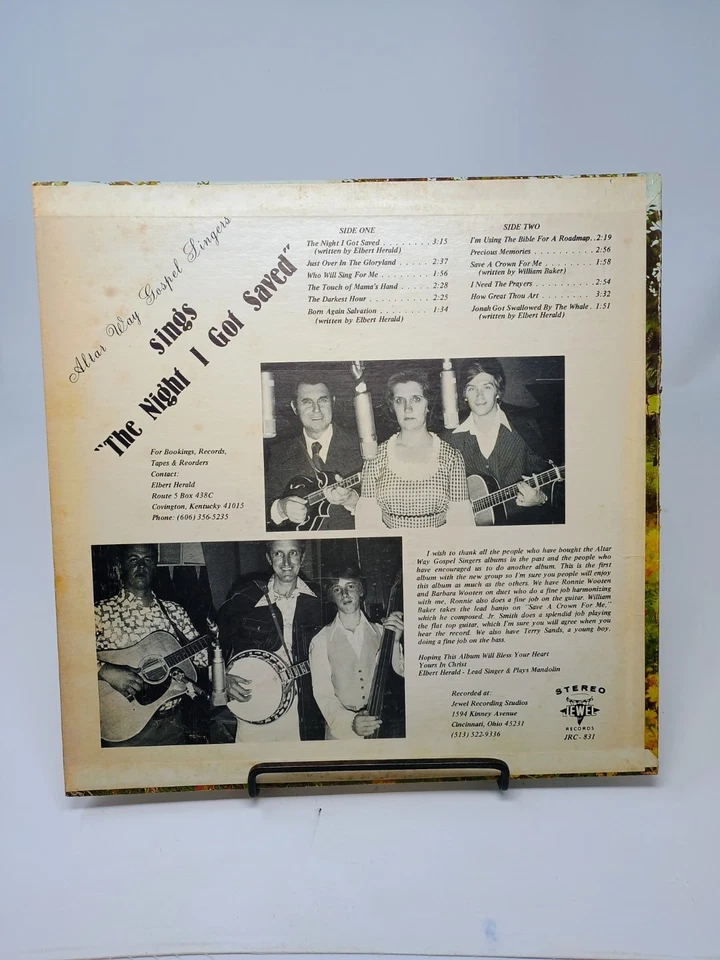 Altar Way Gospel Singers
sings
"The Night I Got Saved"
SIDE ONE
The Night I Got Saved . . . . . . . . . 3:15
(written by Elbert Herald)
Just Over In The Gloryland . . . . . . 2:37
Who Will Sing For Me . . . . . . . . . 1:56
The Touch of Mama's Hand . . . . . . 2:28
The Darkest Hour . . . . . . . . . . . 2:25
Born Again Salvation . . . . . . . . . 1:34
(written by Elbert Herald)
SIDE TWO
I'm Using The Bible For A Roadmap. . 2:19
Precious Memories . . . . . . . . . . 2:56
Save A Crown For Me . . . . . . . . . 1:58
(written by William Baker)
I Need The Prayers . . . . . . . . . . 2:54
How Great Thou Art . . . . . . . . . . 3:32
Jonah Got Swallowed By The Whale . 1:51
(written by Elbert Herald)
For Bookings, Records,
Tapes & Reorders
Contact:
Elbert Herald
Route 5 Box 438C
Covington, Kentucky 41015
Phone: (606) 356-5235
I wish to thank all the people who have bought the Altar
Way Gospel Singers albums in the past and the people who
have encouraged us to do another album. This is the first
album with the new group so I'm sure you people will enjoy
this album as much as the others. We have Ronnie Wooten
and Barbara Wooten on duet who do a fine job harmonizing
with me, Ronnie also does a fine job on the guitar. William
Baker takes the lead banjo on "Save A Crown For Me,"
which he composed. Jr. Smith does a splendid job playing
the flat top guitar, which I'm sure you will agree when you
hear the record. We also have Terry Sands, a young boy,
doing a fine job on the bass.
Hoping This Album Will Bless Your Heart
Yours In Christ
Elbert Herald - Lead Singer & Plays Mandolin
Recorded at:
Jewel Recording Studios
1594 Kinney Avenue
Cincinnati, Ohio 45231
(513) 522-9336
STEREO
JEWEL
RECORDS
JRC - 831